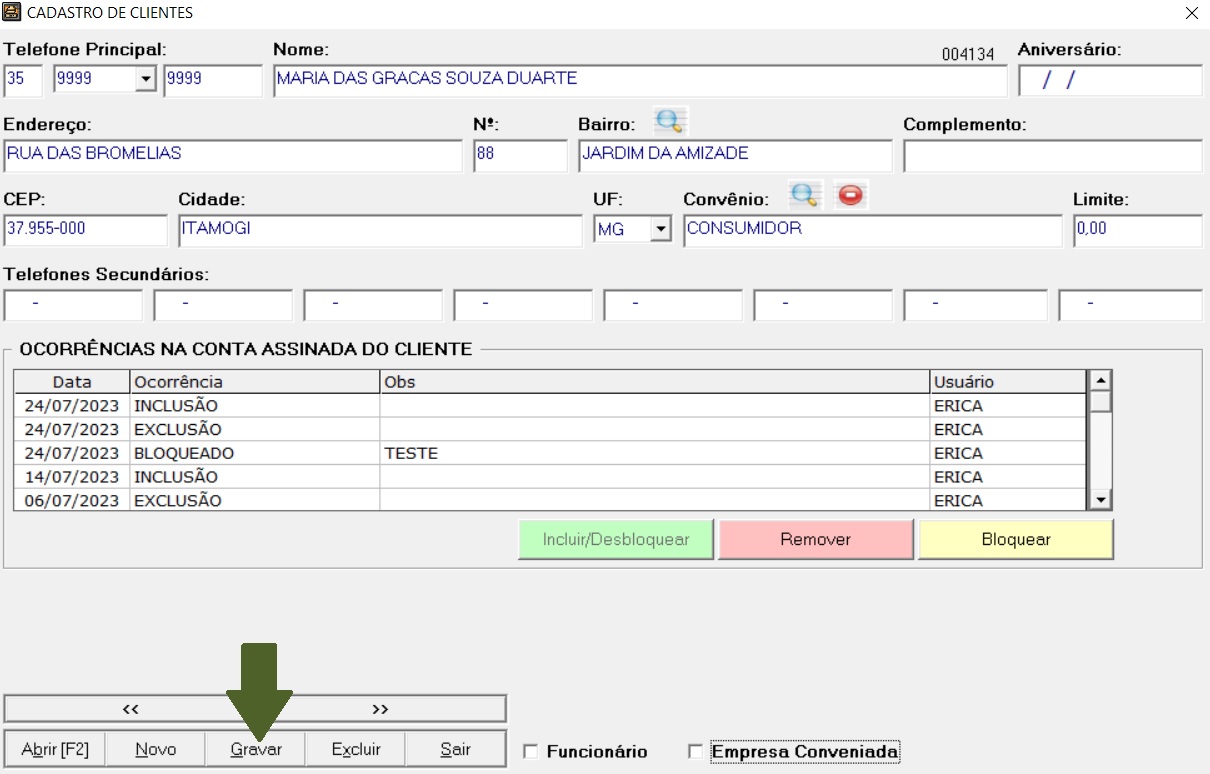 CADASTRO DE CLIENTES
Telefone Principal: Nome: 004134 Aniversário:
35 9999 9999 MARIA DAS GRACAS SOUZA DUARTE / /
Endereço: Nº: Bairro: Complemento:
RUA DAS BROMELIAS 88 JARDIM DA AMIZADE
CEP: Cidade: UF: Convênio: Limite:
37.955-000 ITAMOGI MG CONSUMIDOR 0,00
Telefones Secundários:
- - - - - - - -
OCORRÊNCIAS NA CONTA ASSINADA DO CLIENTE
Data Ocorrência Obs Usuário
24/07/2023 INCLUSÃO ERICA
24/07/2023 EXCLUSÃO ERICA
24/07/2023 BLOQUEADO TESTE ERICA
14/07/2023 INCLUSÃO ERICA
06/07/2023 EXCLUSÃO ERICA
Incluir/Desbloquear Remover Bloquear
<< >>
Abrir [F2] Novo Gravar Excluir Sair Funcionário Empresa Conveniada